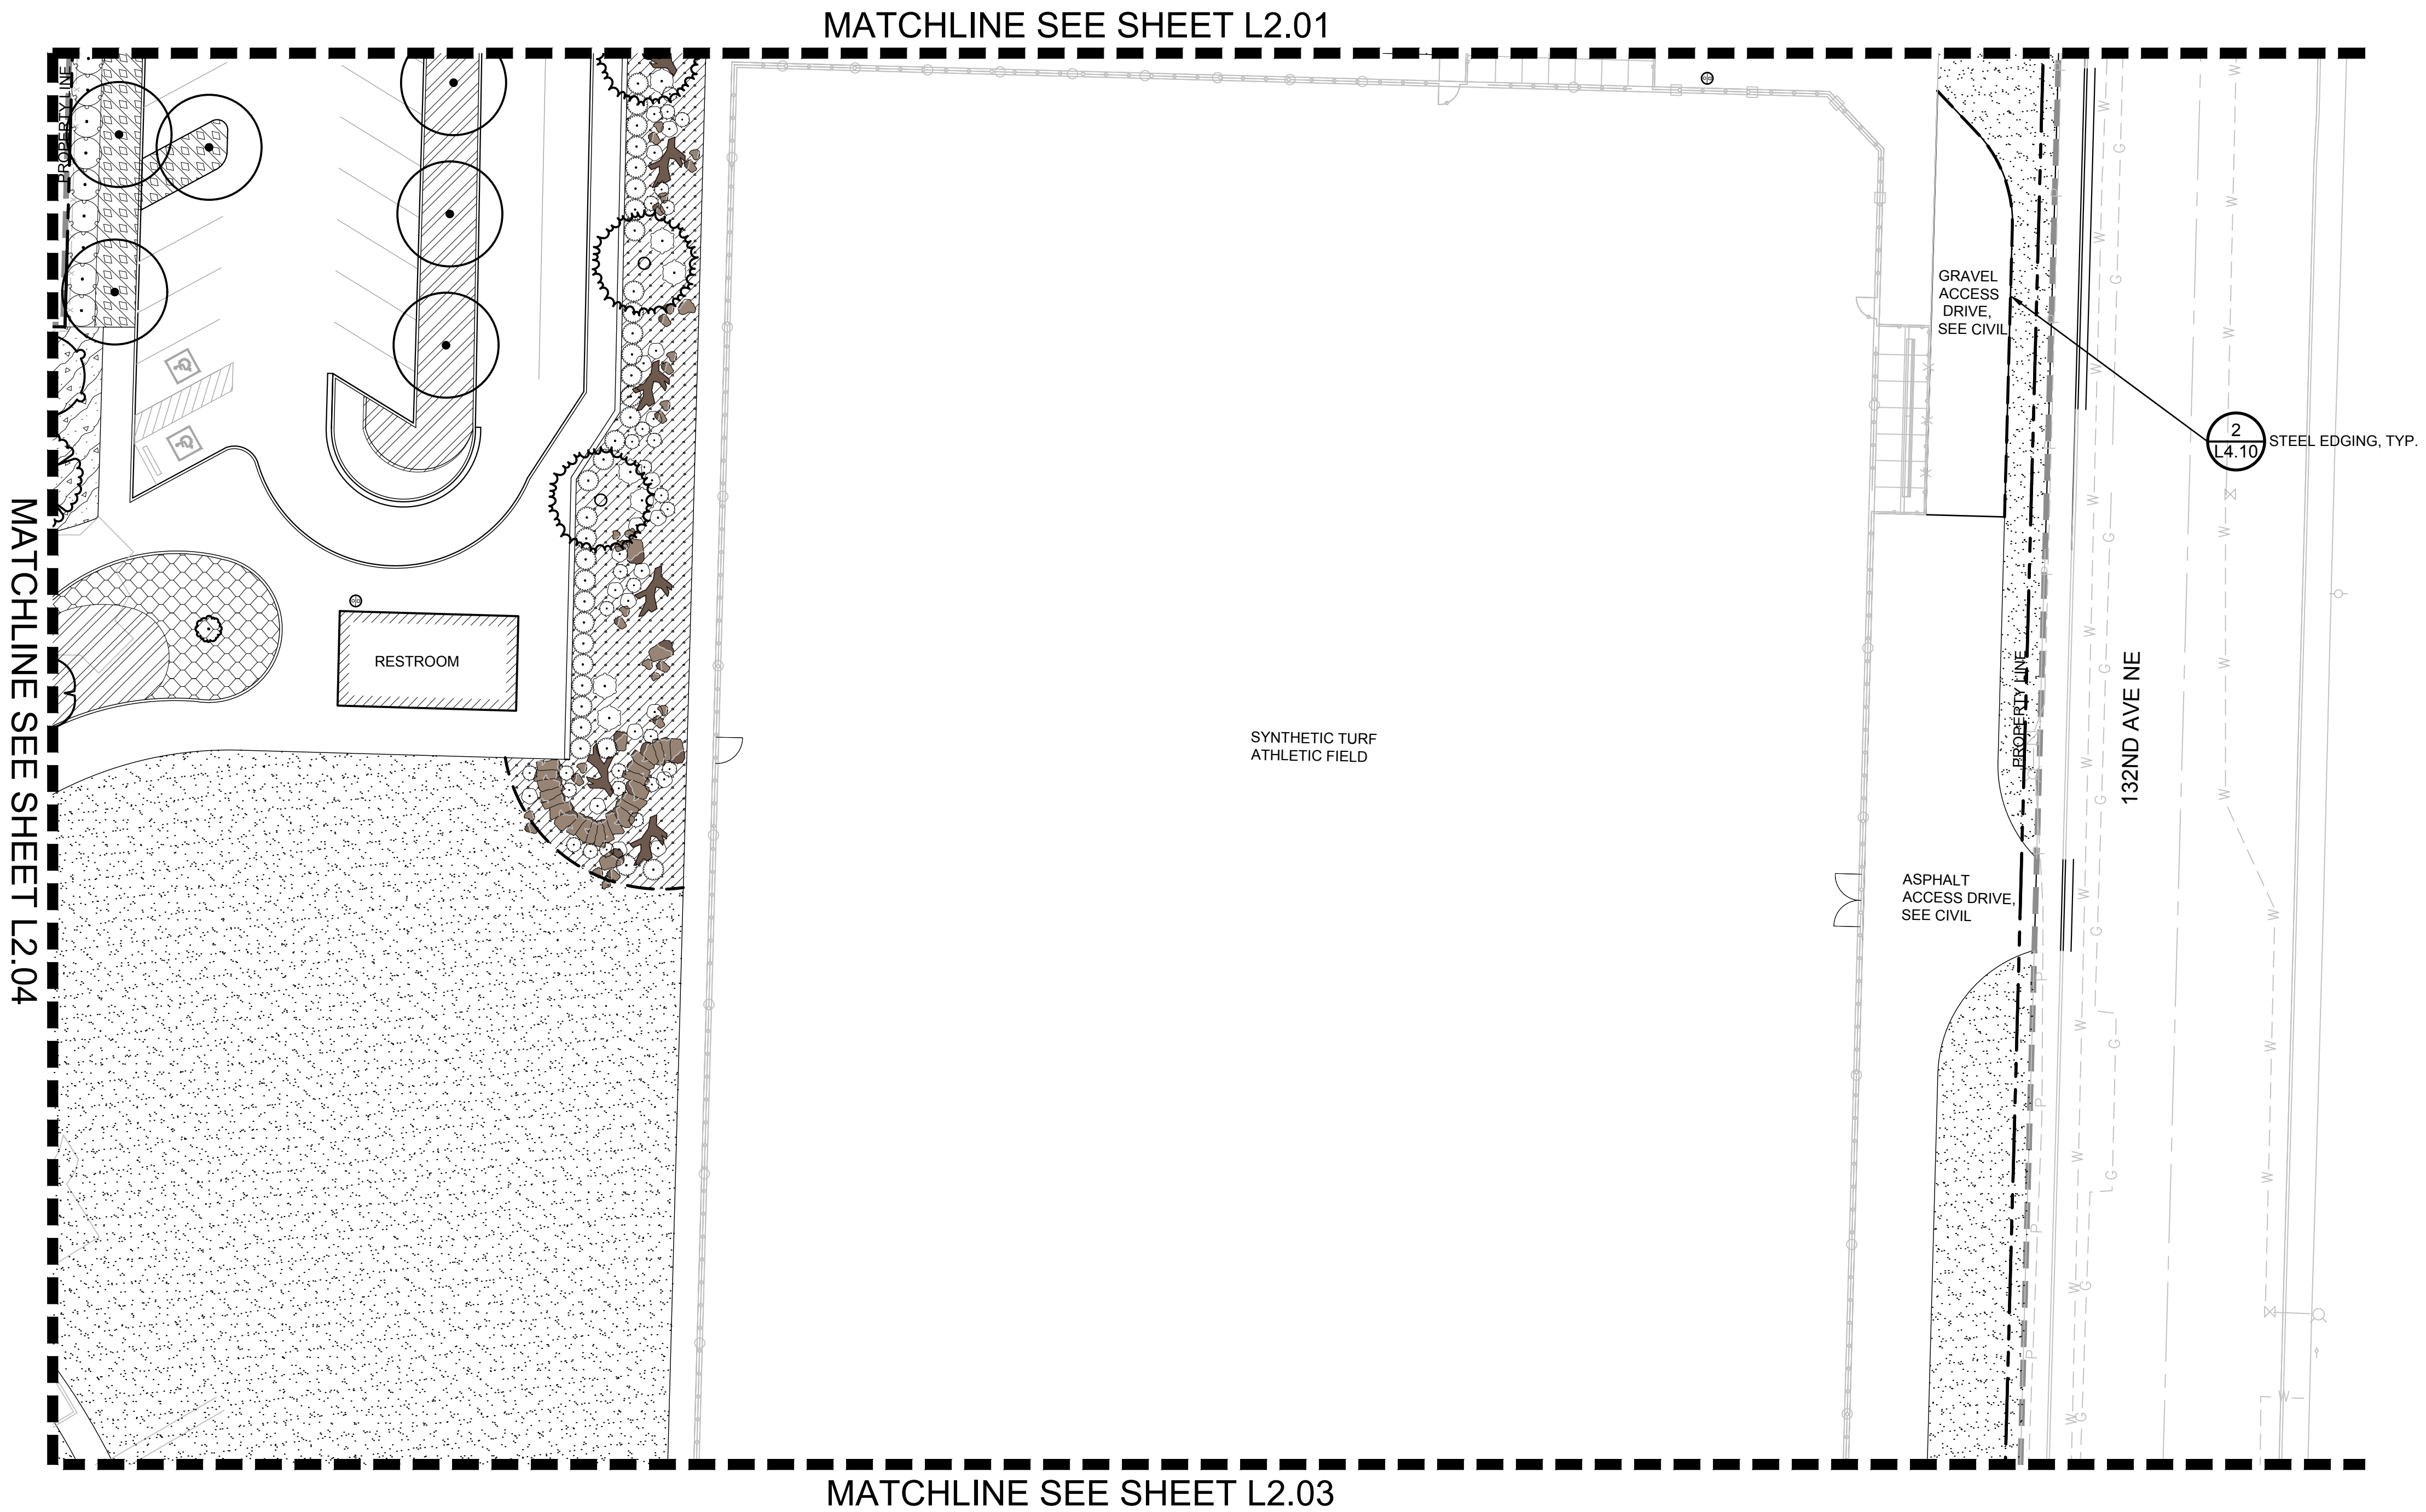 MATCHLINE SEE SHEET L2.01
PROPERTY LINE
GRAVEL
ACCESS
DRIVE,
SEE CIVIL
2
L4.10
STEEL EDGING, TYP.
MATCHLINE SEE SHEET L2.04
RESTROOM
SYNTHETIC TURF
ATHLETIC FIELD
PROPERTY LINE
132ND AVE NE
ASPHALT
ACCESS DRIVE,
SEE CIVIL
MATCHLINE SEE SHEET L2.03